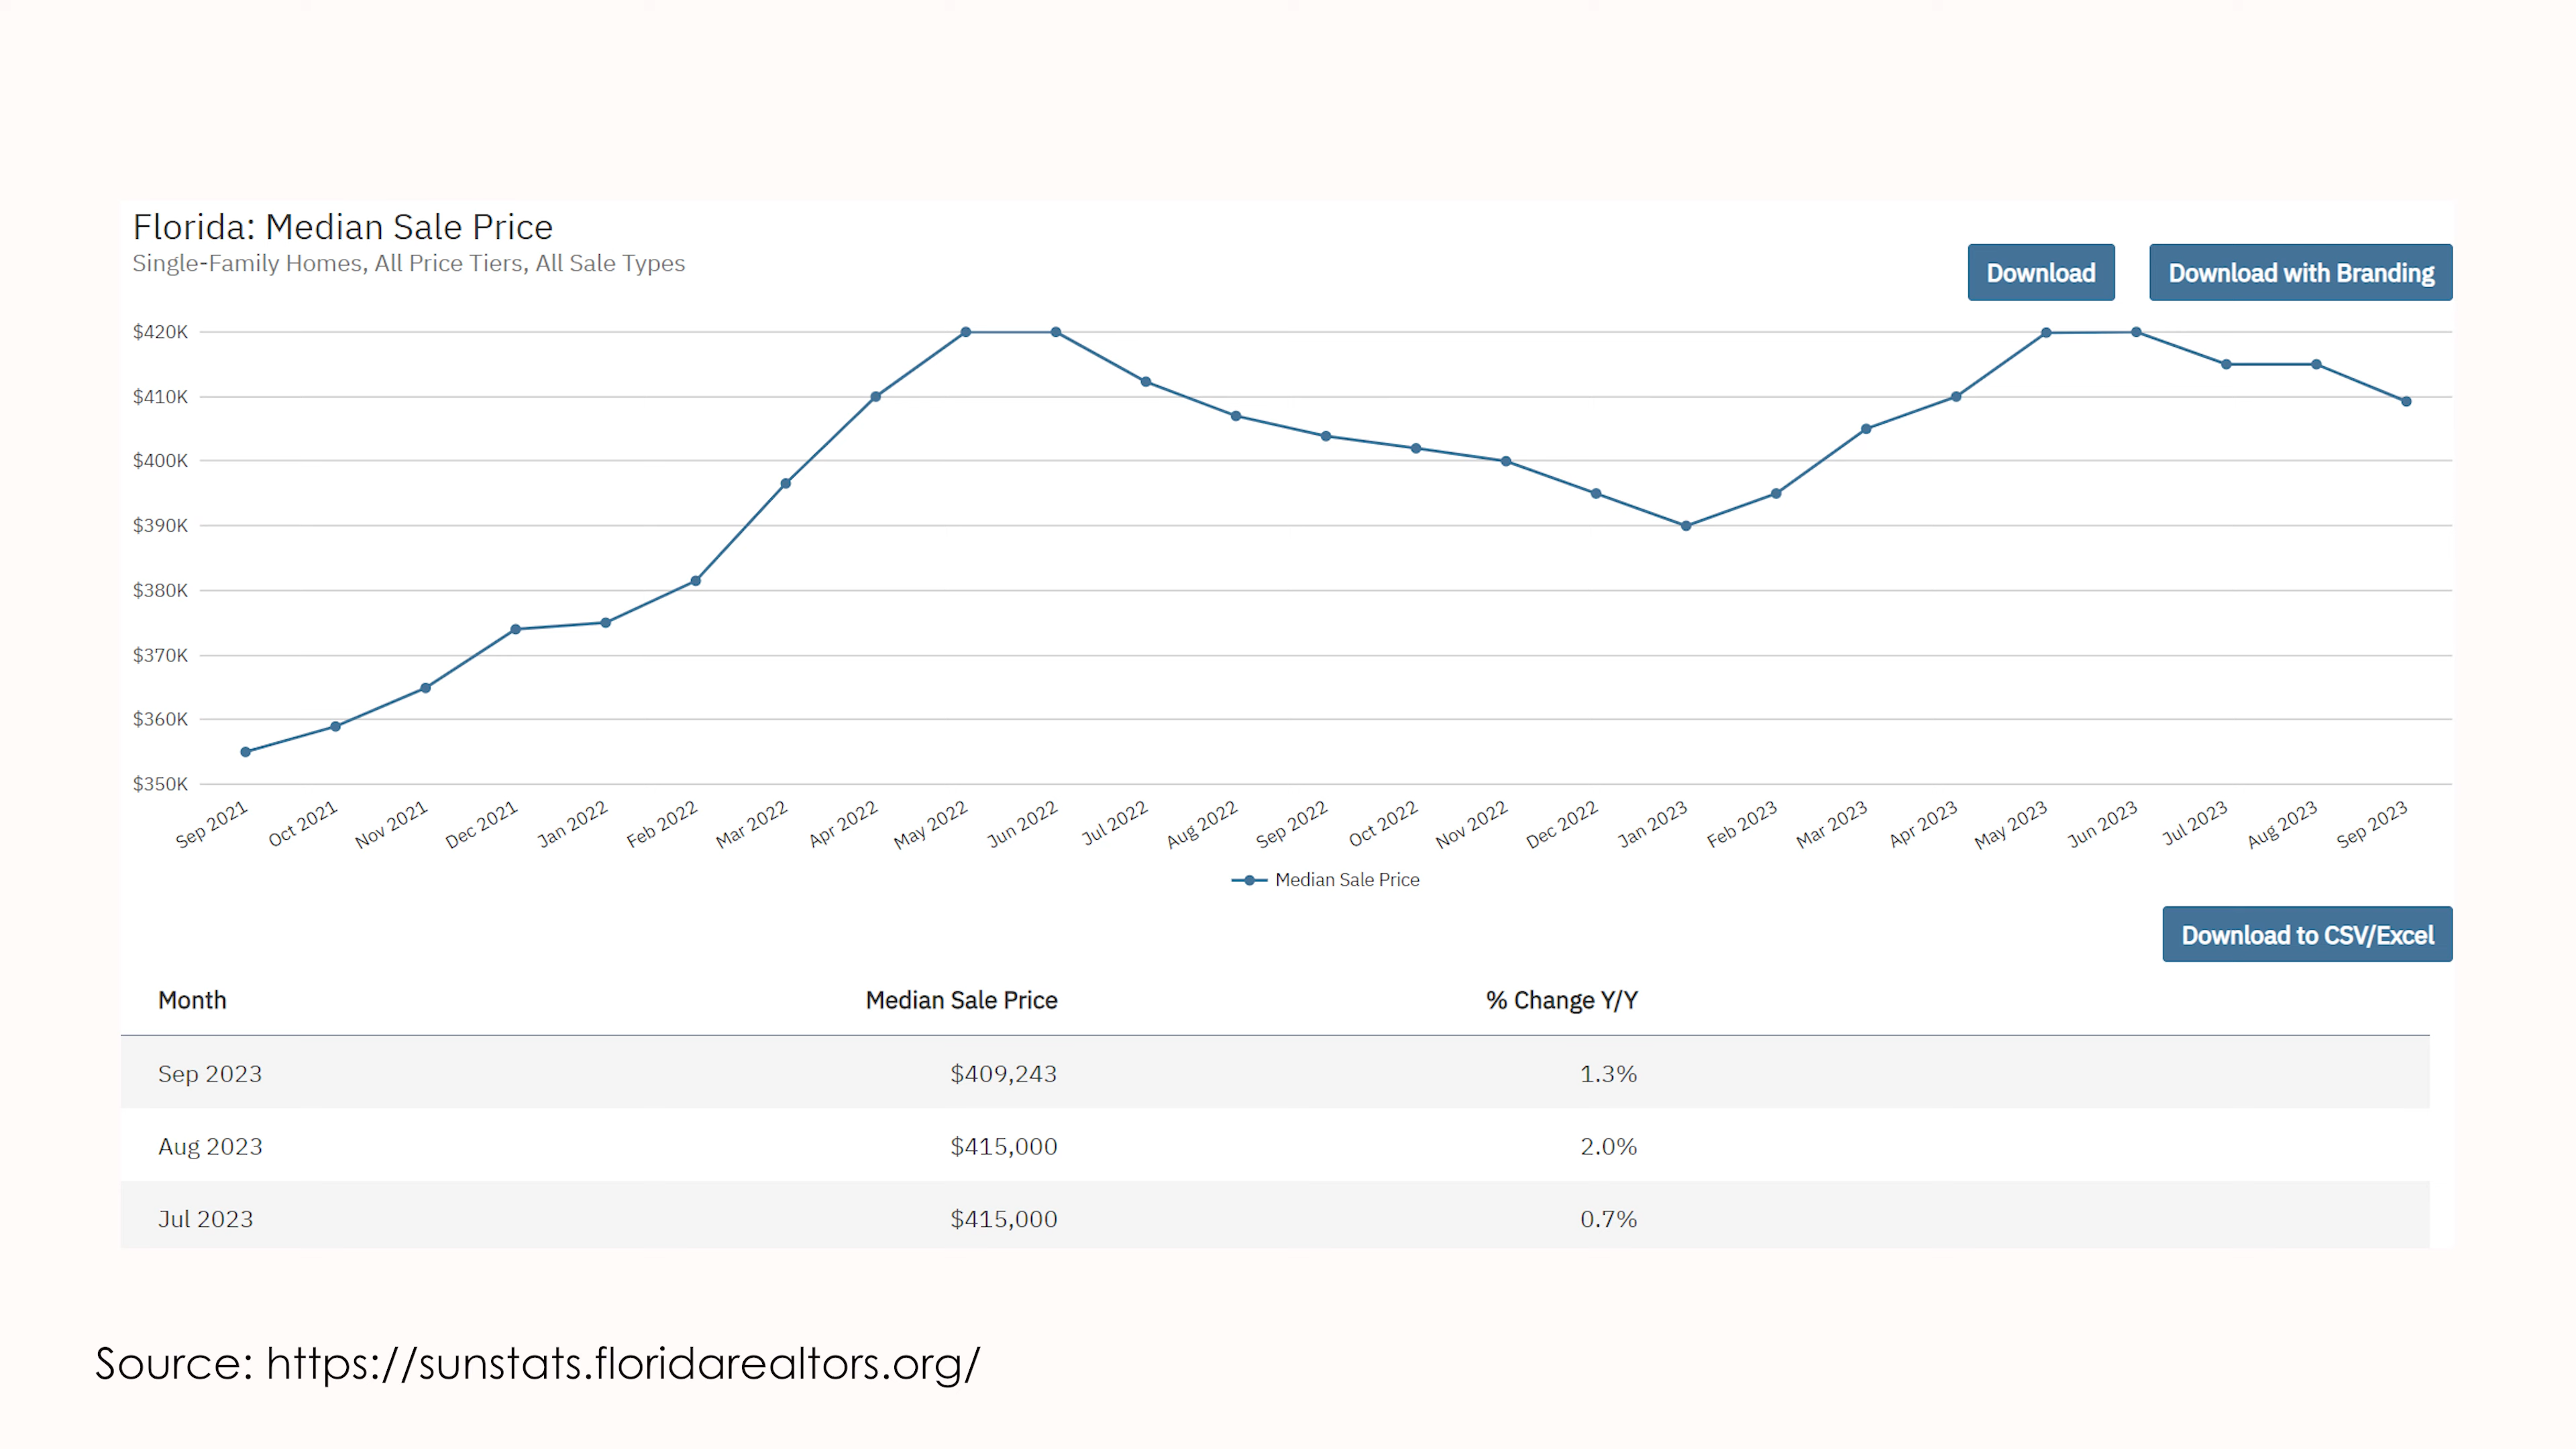 Florida: Median Sale Price
Single-Family Homes, All Price Tiers, All Sale Types
Download
Download with Branding
$420K
$410K
$400K
$390K
$380K
$370K
$360K
$350K
Sep 2021
Oct 2021
Nov 2021
Dec 2021
Jan 2022
Feb 2022
Mar 2022
Apr 2022
May 2022
Jun 2022
Jul 2022
Aug 2022
Sep 2022
Oct 2022
Nov 2022
Dec 2022
Jan 2023
Feb 2023
Mar 2023
Apr 2023
May 2023
Jun 2023
Jul 2023
Aug 2023
Sep 2023
Median Sale Price
Download to CSV/Excel
Month Median Sale Price % Change Y/Y
Sep 2023 $409,243 1.3%
Aug 2023 $415,000 2.0%
Jul 2023 $415,000 0.7%
Source: https://sunstats.floridarealtors.org/